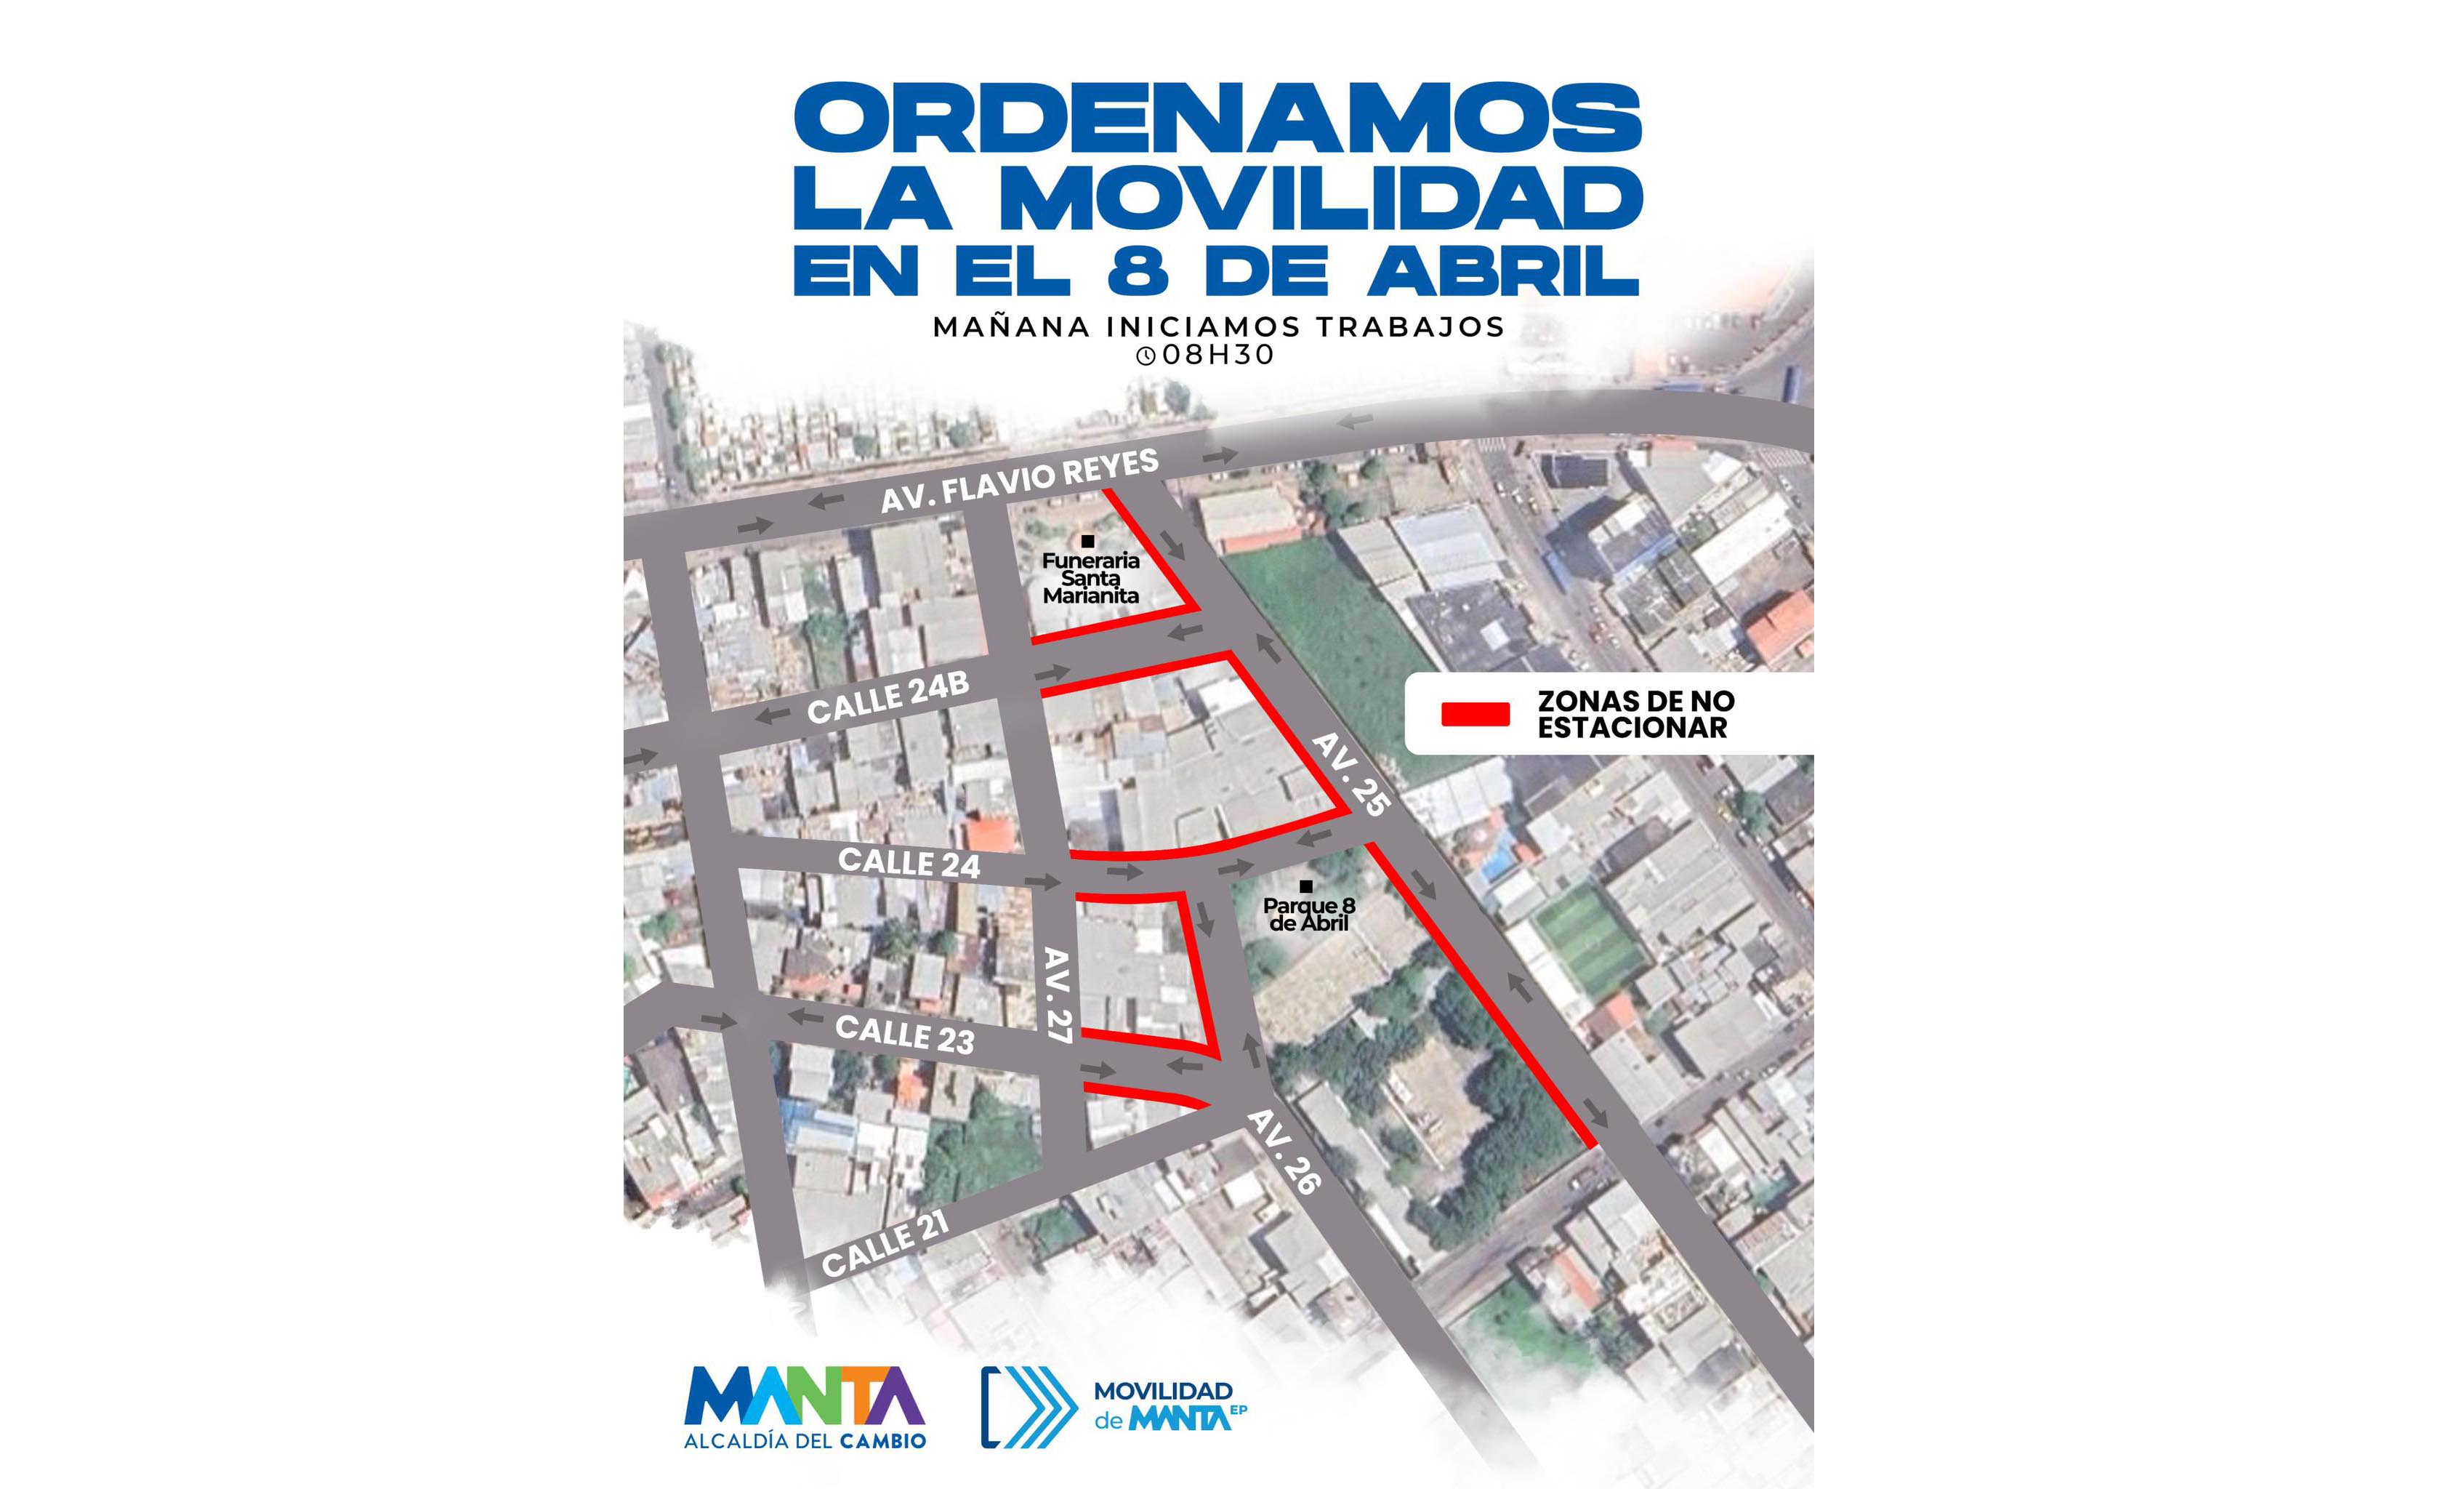 ORDENAMOS
LA MOVILIDAD
EN EL 8 DE ABRIL
MAÑANA INICIAMOS TRABAJOS
08H30
AV. FLAVIO REYES
Funeraria
Santa
Marianita
CALLE 24B
ZONAS DE NO
ESTACIONAR
AV. 25
CALLE 24
Parque 8
de Abril
AV. 27
CALLE 23
AV. 26
CALLE 21
MANTA
ALCALDÍA DEL CAMBIO
MOVILIDAD
de MANTA EP